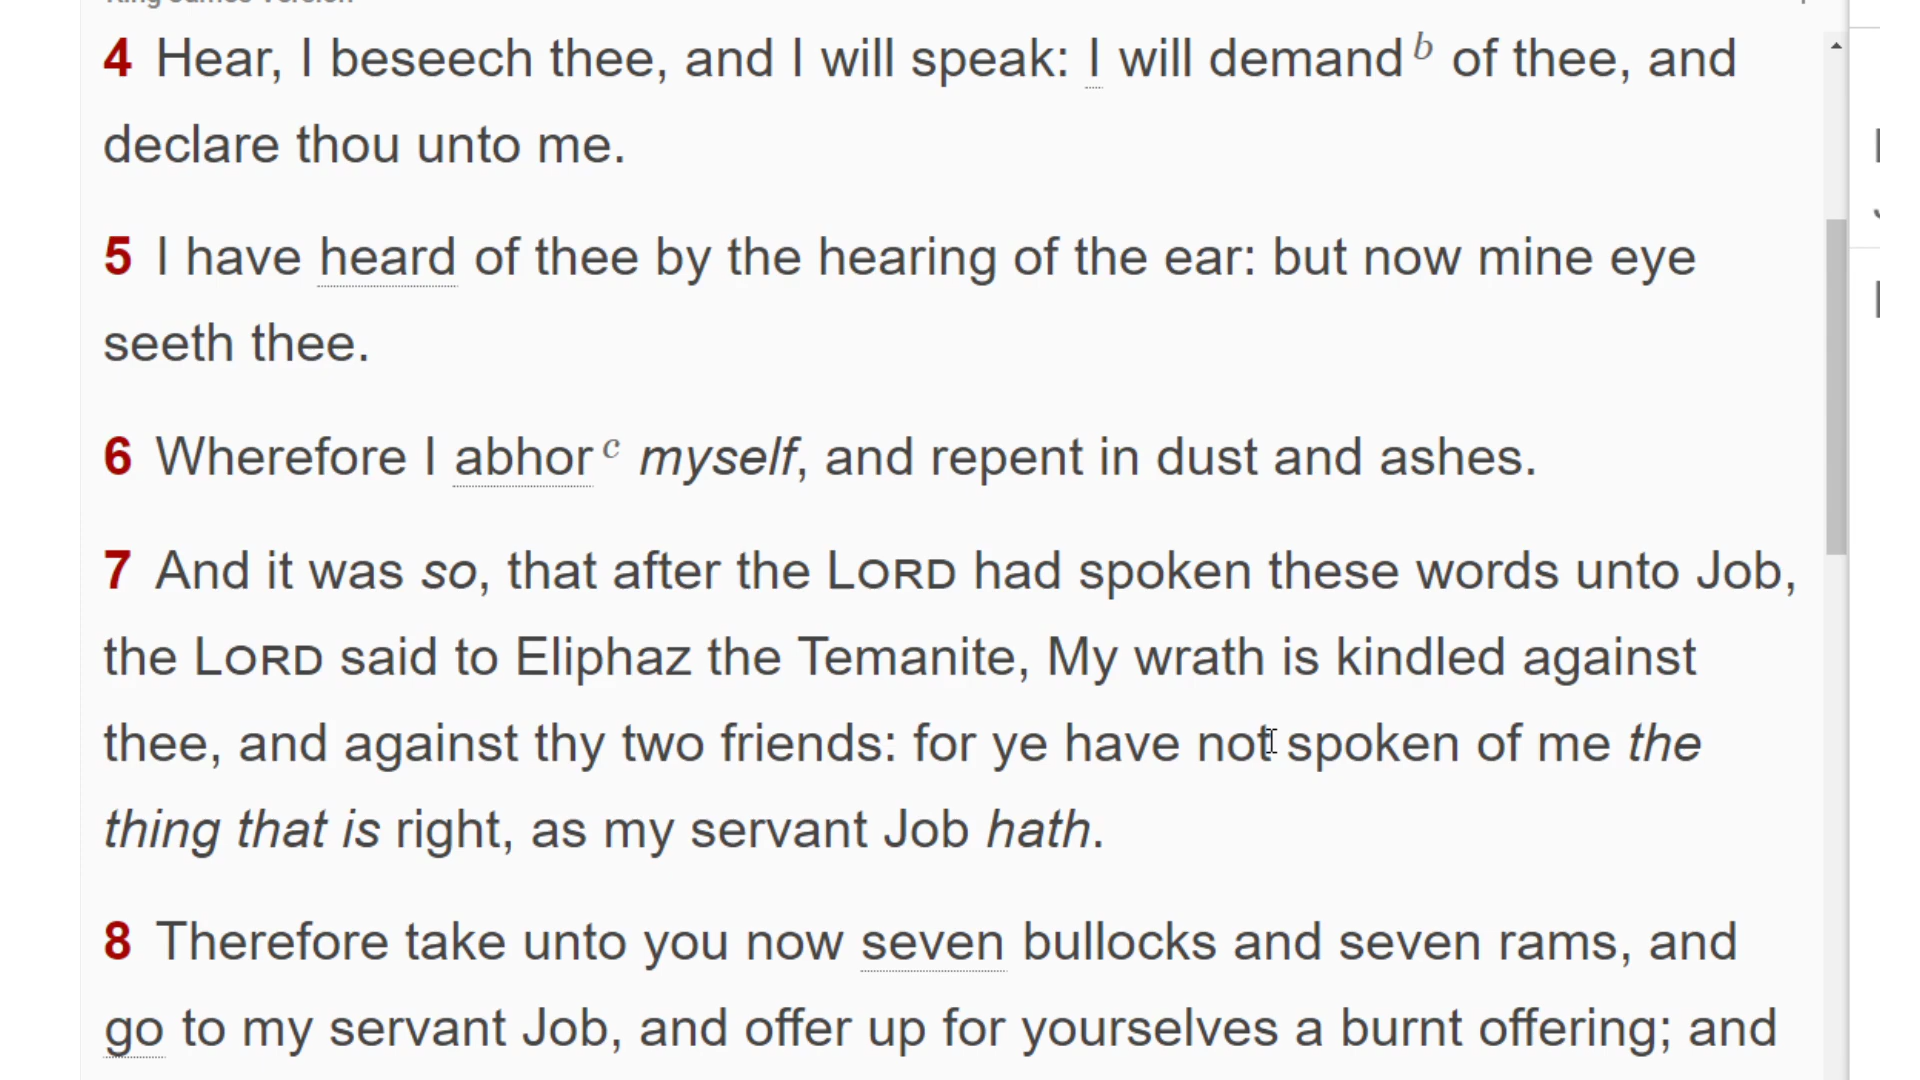 King James Version
4 Hear, I beseech thee, and I will speak: I will demand b of thee, and
declare thou unto me.
5 I have heard of thee by the hearing of the ear: but now mine eye
seeth thee.
6 Wherefore I abhor c myself, and repent in dust and ashes.
7 And it was so, that after the LORD had spoken these words unto Job,
the LORD said to Eliphaz the Temanite, My wrath is kindled against
thee, and against thy two friends: for ye have not spoken of me the
thing that is right, as my servant Job hath.
8 Therefore take unto you now seven bullocks and seven rams, and
go to my servant Job, and offer up for yourselves a burnt offering; and